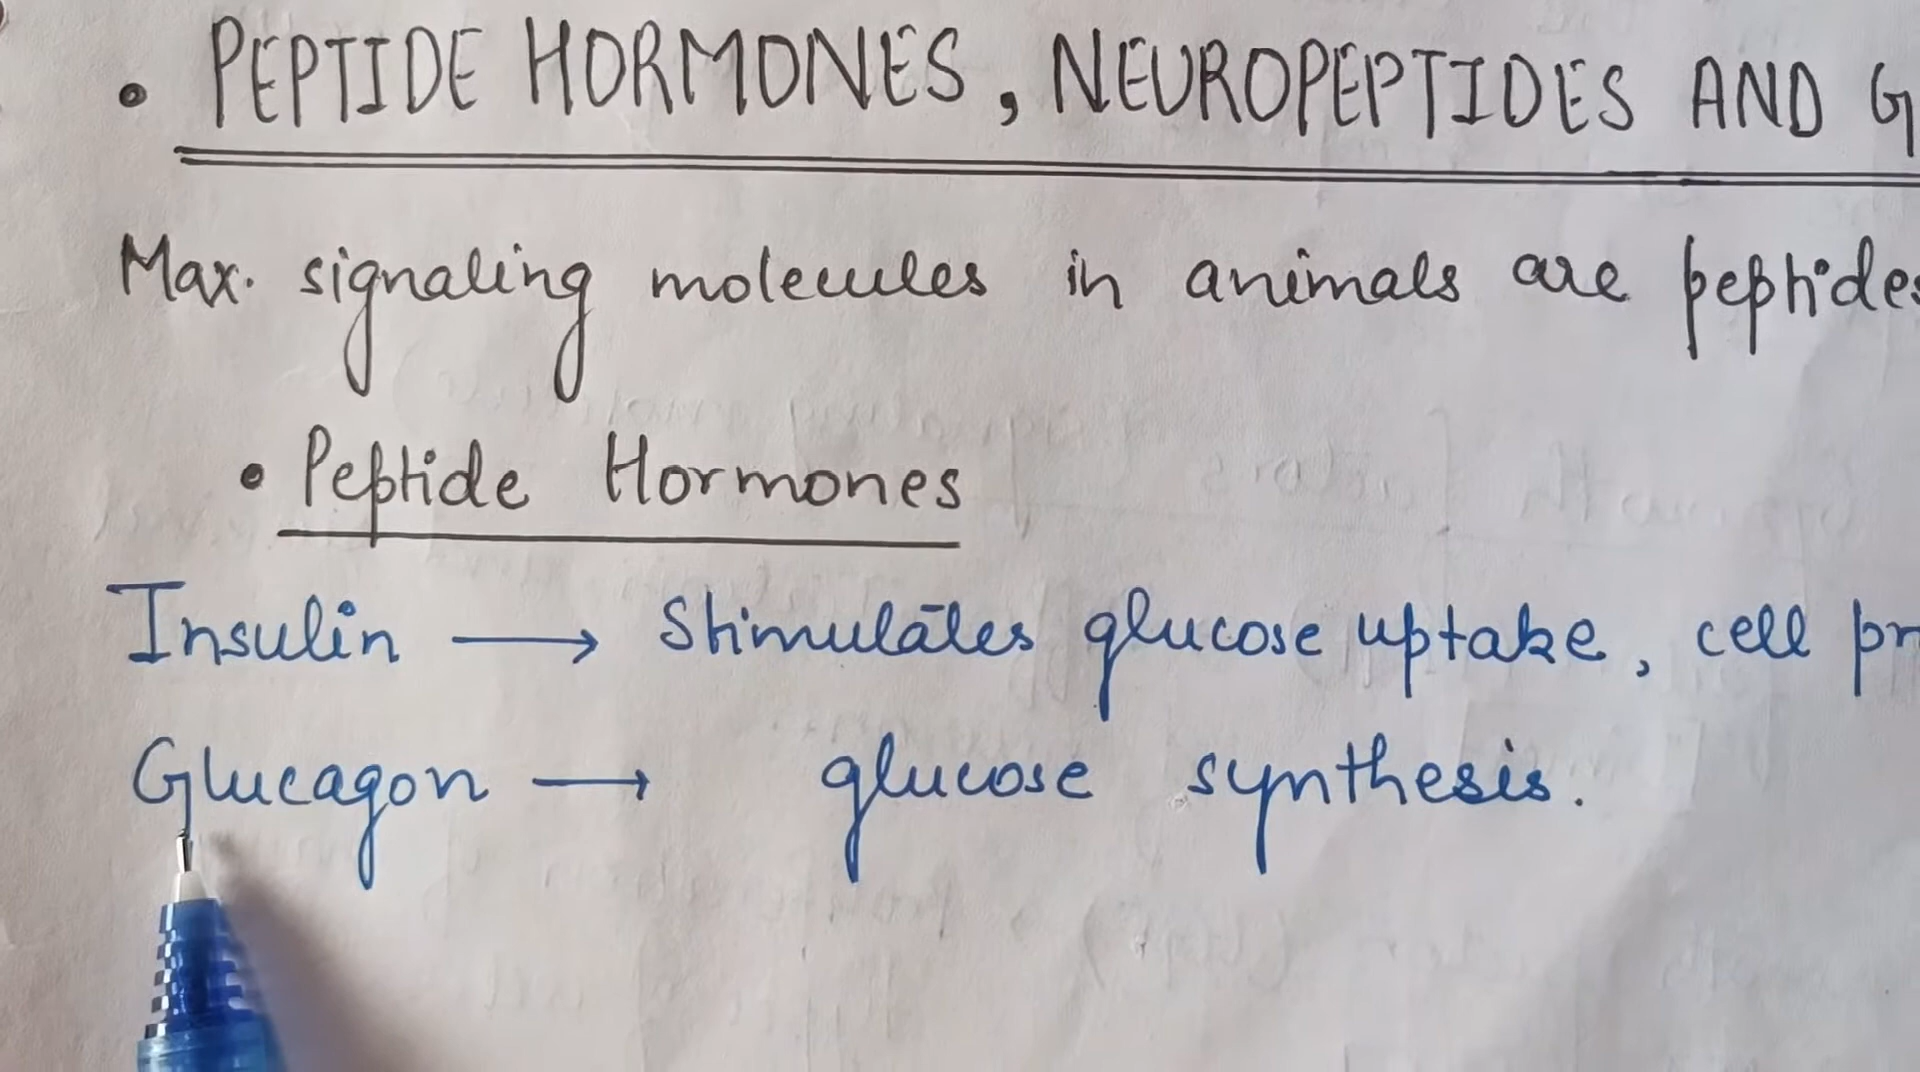 • PEPTIDE HORMONES, NEUROPEPTIDES AND G
Max. signaling molecules in animals are peptides
• Peptide Hormones
Insulin → Stimulates glucose uptake, cell pr
Glucagon → glucose synthesis.